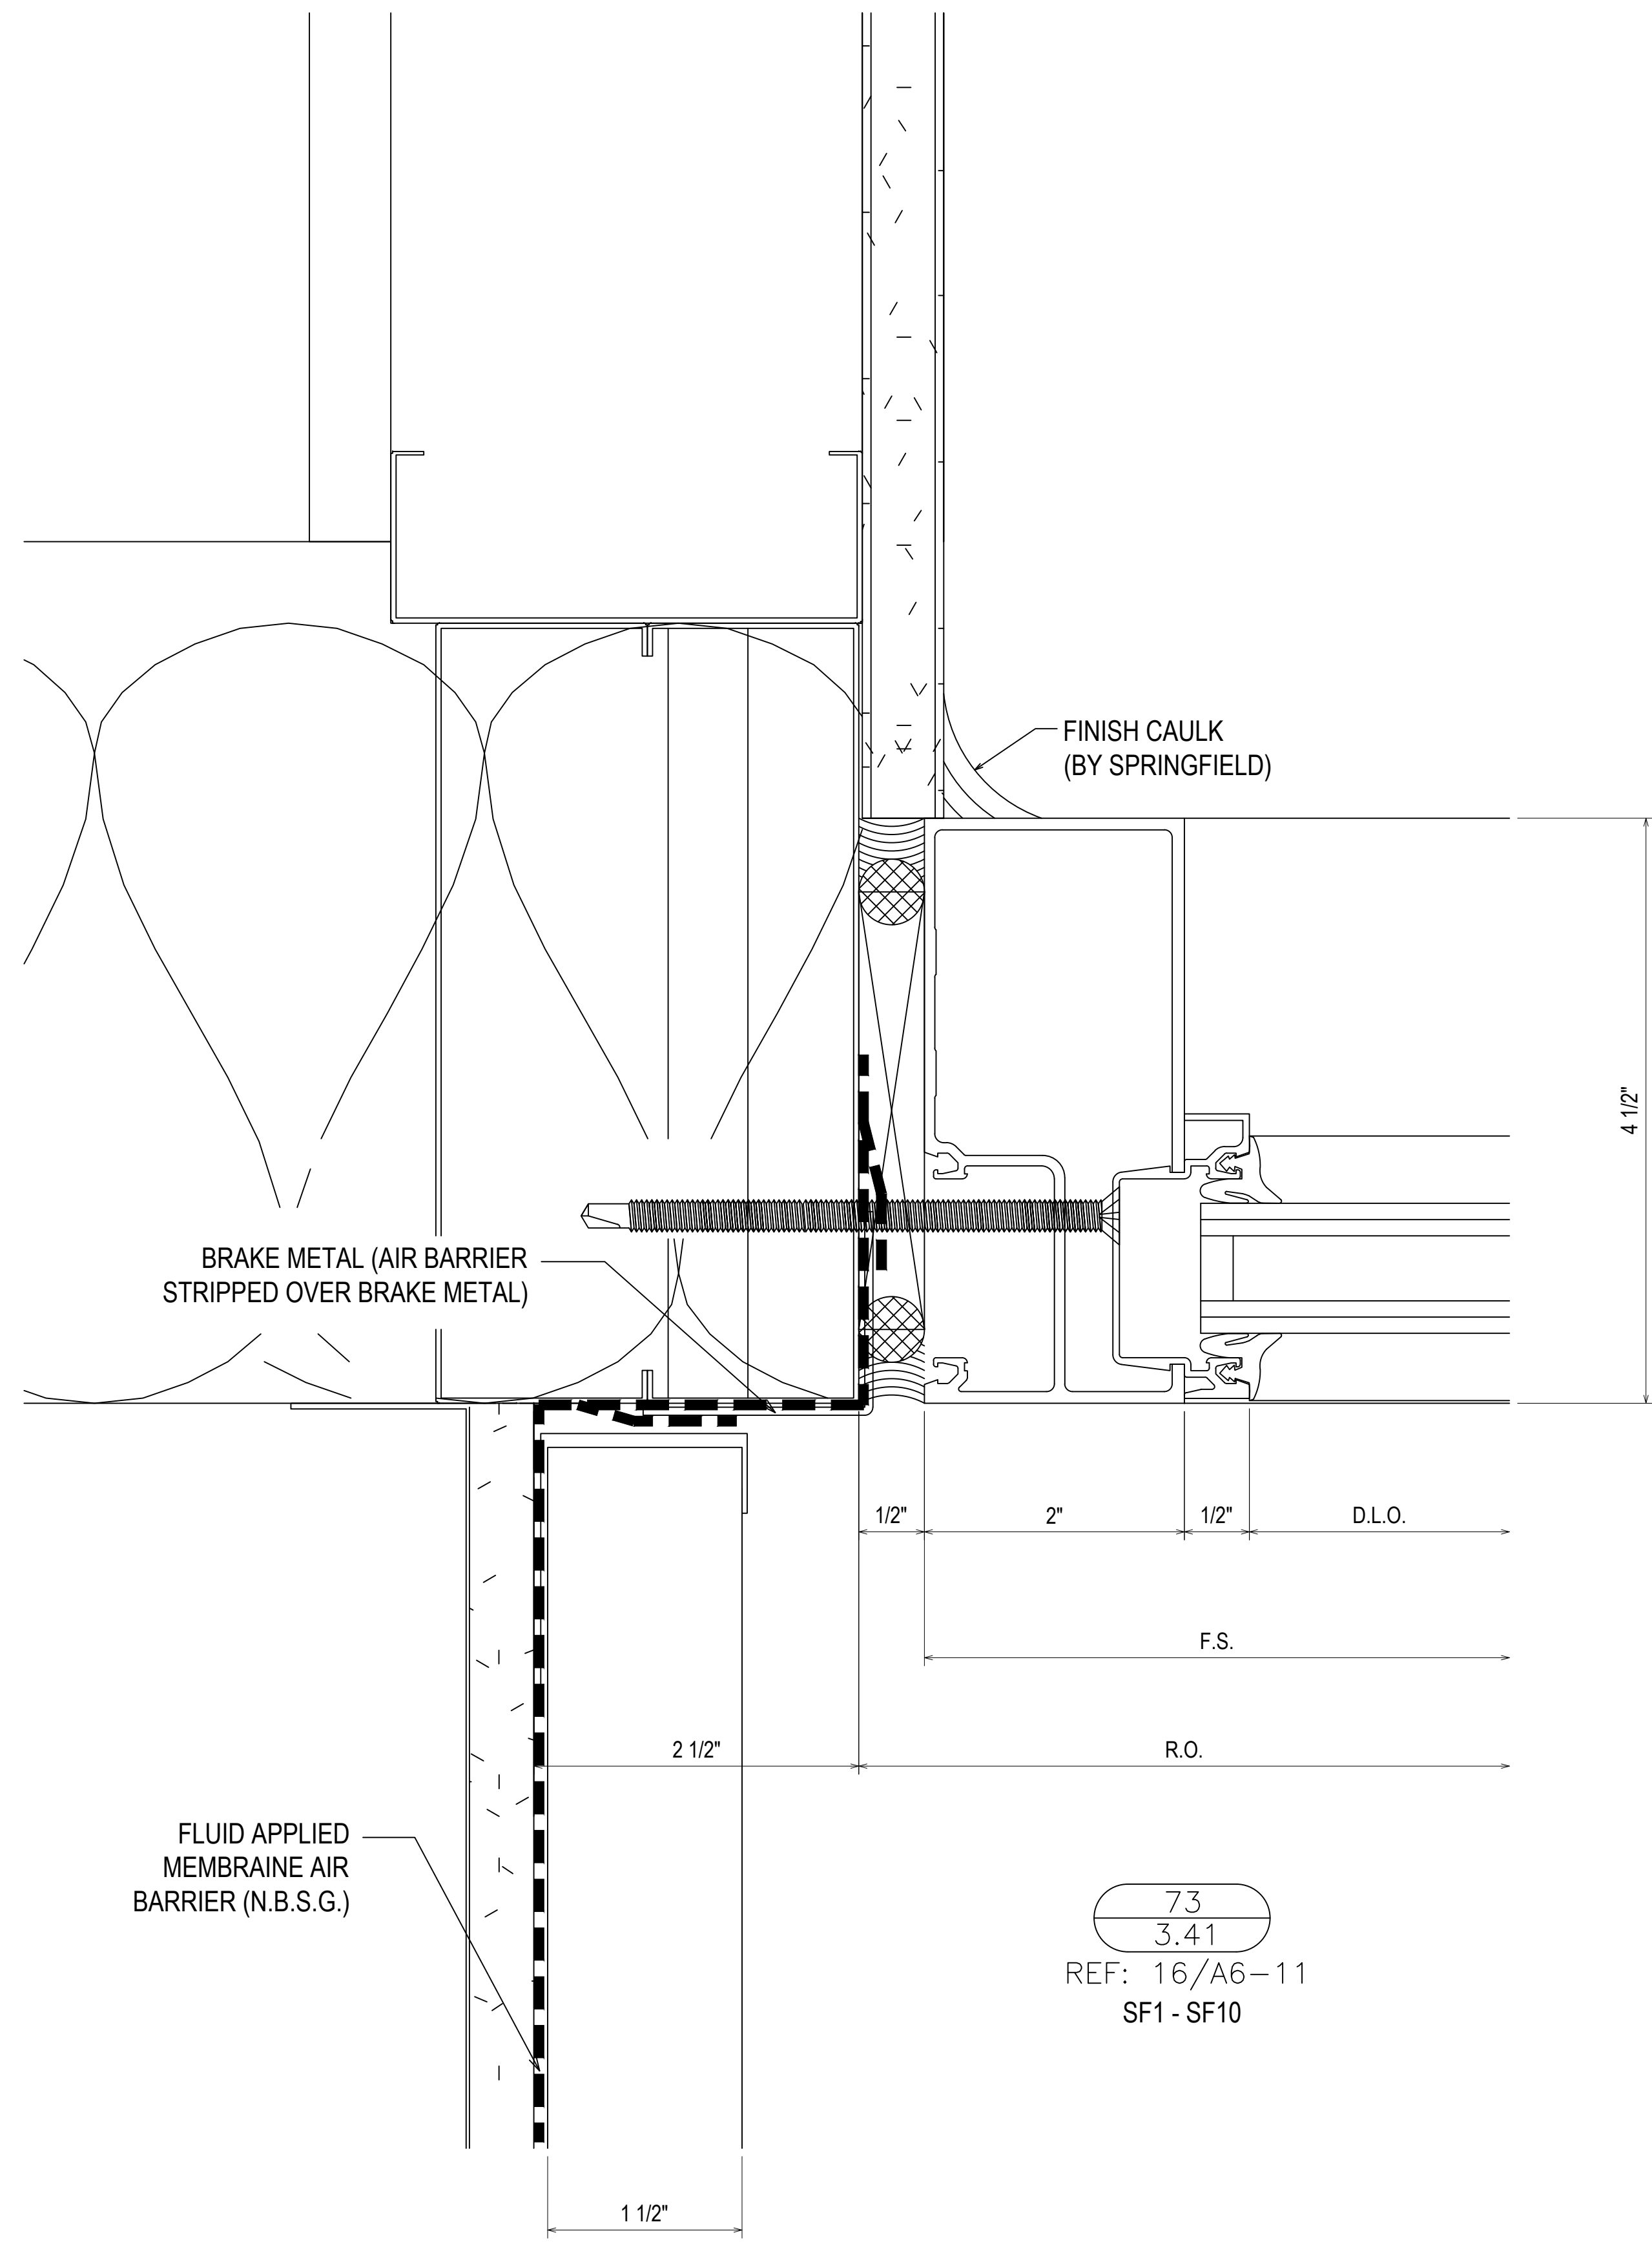 FINISH CAULK
(BY SPRINGFIELD)
4 1/2"
BRAKE METAL (AIR BARRIER
STRIPPED OVER BRAKE METAL)
1/2"
2"
1/2"
D.L.O.
F.S.
2 1/2"
R.O.
FLUID APPLIED
MEMBRAINE AIR
BARRIER (N.B.S.G.)
73
3.41
REF: 16/A6-11
SF1 - SF10
1 1/2"